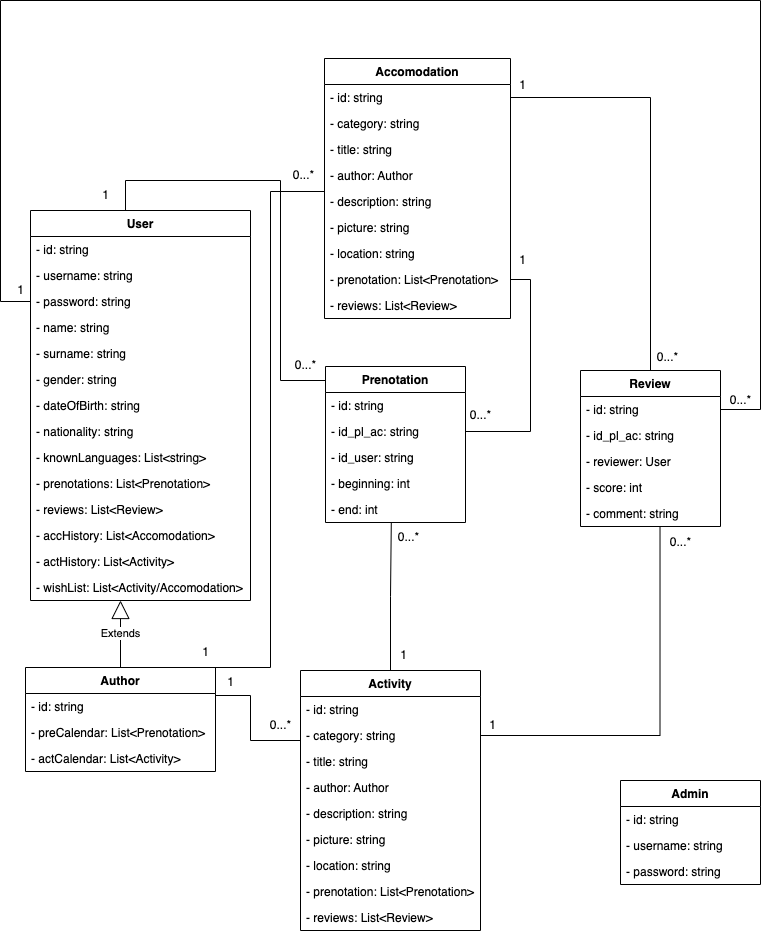 Accomodation
- id: string
- category: string
- title: string
- author: Author
- description: string
- picture: string
- location: string
- prenotation: List<Prenotation>
- reviews: List<Review>
1
0...*
1
1
User
- id: string
- username: string
- password: string
- name: string
- surname: string
- gender: string
- dateOfBirth: string
- nationality: string
- knownLanguages: List<string>
- prenotations: List<Prenotation>
- reviews: List<Review>
- accHistory: List<Accomodation>
- actHistory: List<Activity>
- wishList: List<Activity/Accomodation>
1
0...*
Prenotation
- id: string
- id_pl_ac: string
- id_user: string
- beginning: int
- end: int
0...*
0...*
0...*
Review
- id: string
- id_pl_ac: string
- reviewer: User
- score: int
- comment: string
0...*
0...*
Extends
1
Author
- id: string
- preCalendar: List<Prenotation>
- actCalendar: List<Activity>
1
0...*
1
Activity
- id: string
- category: string
- title: string
- author: Author
- description: string
- picture: string
- location: string
- prenotation: List<Prenotation>
- reviews: List<Review>
1
Admin
- id: string
- username: string
- password: string